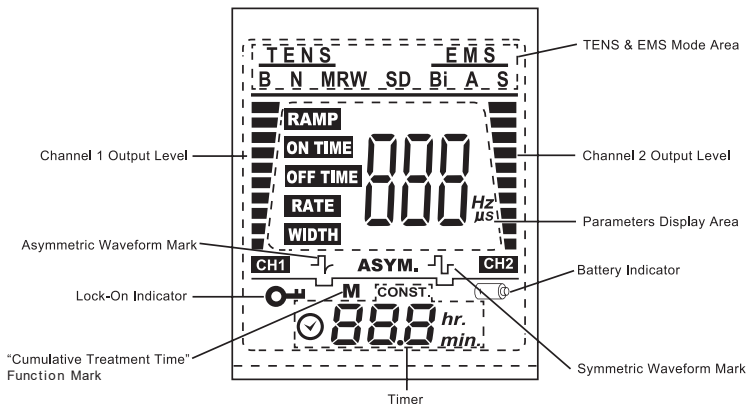 TENS EMS
B N MRW SD Bi A S
TENS & EMS Mode Area
RAMP
ON TIME
OFF TIME
RATE
WIDTH
888
Hz
µs
Channel 1 Output Level
Channel 2 Output Level
Parameters Display Area
Asymmetric Waveform Mark
CH1 ASYM. CH2
Battery Indicator
Lock-On Indicator
M CONST.
88.8 hr.
min.
"Cumulative Treatment Time"
Function Mark
Symmetric Waveform Mark
Timer